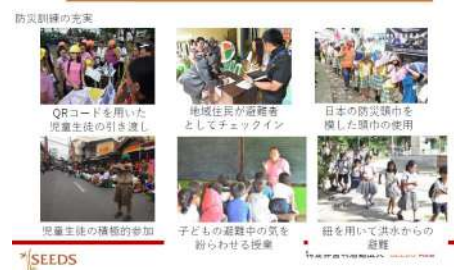 防災訓練の充実
QRコードを用いた
児童生徒の引き渡し
地域住民が避難者
としてチェックイン
日本の防災頭巾を
模した頭巾の使用
児童生徒の積極的参加
子どもの避難中の気を
紛らわせる授業
紐を用いて洪水からの
避難
SEEDS